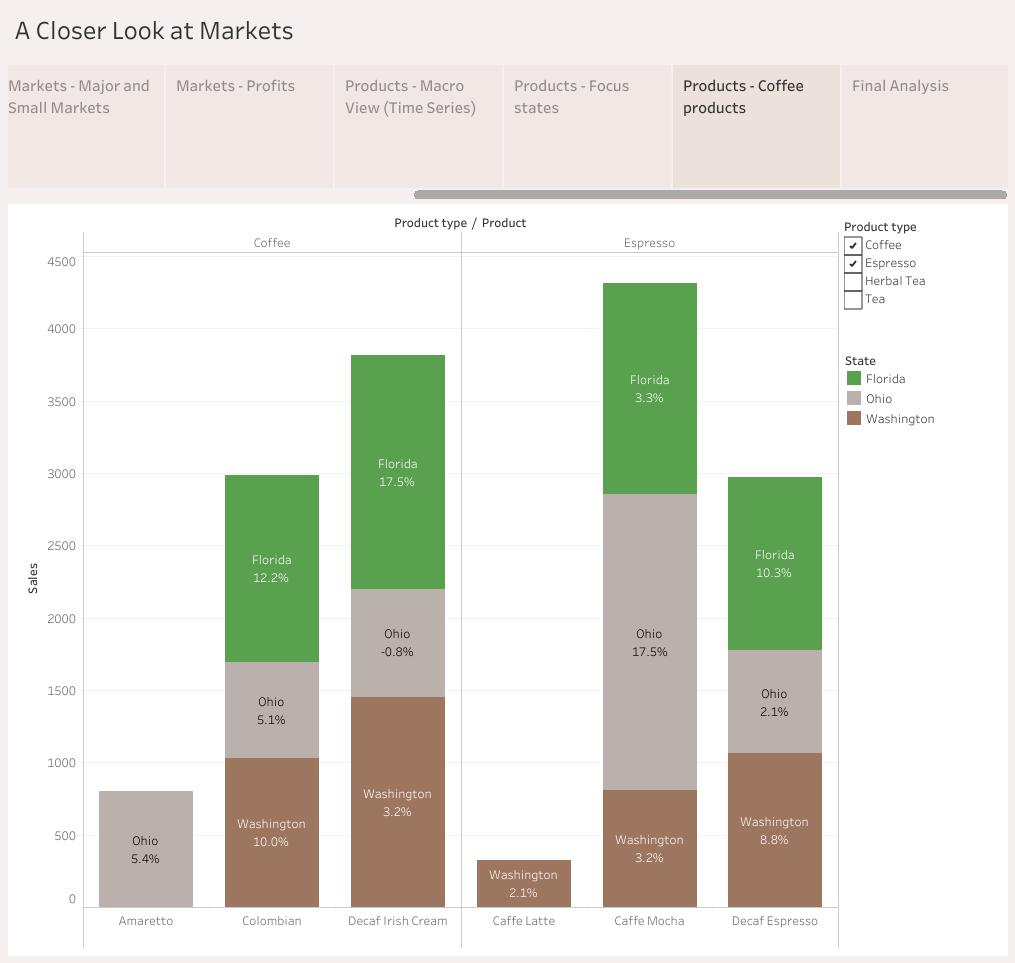 A Closer Look at Markets
Markets - Major and
Small Markets
Markets - Profits
Products - Macro
View (Time Series)
Products - Focus
states
Products - Coffee
products
Final Analysis
Product type / Product
Coffee
Espresso
4500
4000
3500
3000
2500
2000
1500
1000
500
0
Sales
Ohio
5.4%
Florida
12.2%
Ohio
5.1%
Washington
10.0%
Florida
17.5%
Ohio
-0.8%
Washington
3.2%
Washington
2.1%
Florida
3.3%
Ohio
17.5%
Washington
3.2%
Florida
10.3%
Ohio
2.1%
Washington
8.8%
Amaretto
Colombian
Decaf Irish Cream
Caffe Latte
Caffe Mocha
Decaf Espresso
Product type
Coffee
Espresso
Herbal Tea
Tea
State
Florida
Ohio
Washington